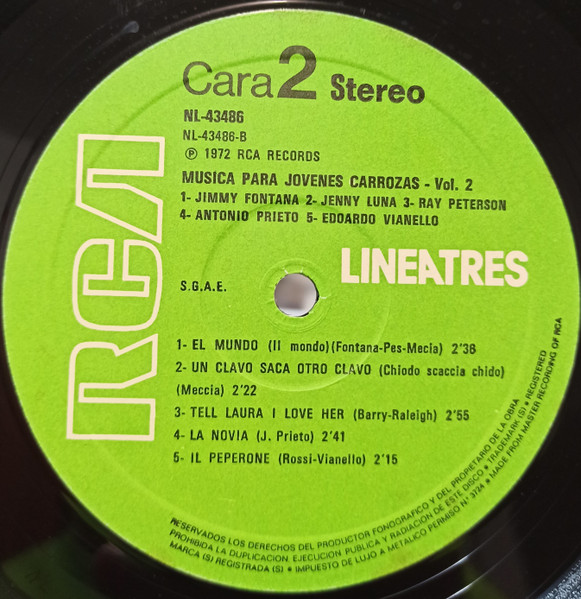 Cara 2 Stereo
NL-43486
NL-43486-B
℗ 1972 RCA RECORDS
MUSICA PARA JOVENES CARROZAS - Vol. 2
1- JIMMY FONTANA 2- JENNY LUNA 3- RAY PETERSON
4- ANTONIO PRIETO 5- EDOARDO VIANELLO
RCA
LINEATRES
S.G.A.E.
1- EL MUNDO (Il mondo)(Fontana-Pes-Mecia) 2'38
2- UN CLAVO SACA OTRO CLAVO (Chiodo scaccia chido)
(Meccia) 2'22
3- TELL LAURA I LOVE HER (Barry-Raleigh) 2'55
4- LA NOVIA (J. Prieto) 2'41
5- IL PEPERONE (Rossi-Vianello) 2'15
RESERVADOS LOS DERECHOS DEL PRODUCTOR FONOGRAFICO Y DEL PROPIETARIO DE LA OBRA
PROHIBIDA LA DUPLICACION, EJECUCION PUBLICA Y RADIACION DE ESTE DISCO • TRADEMARK (S) • REGISTERED
MARCA (S) REGISTRADA (S) • IMPUESTO DE LUJO A METALICO PERMISO N.º 3724 • MADE FROM MASTER RECORDING OF RCA